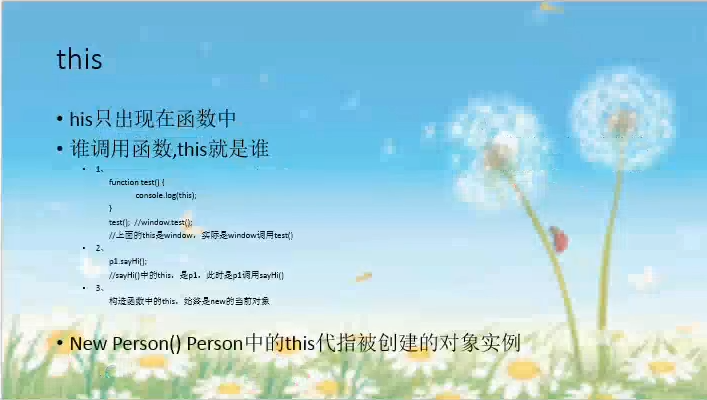 this
• his只出现在函数中
• 谁调用函数,this就是谁
• 1、
function test() {
console.log(this);
}
test(); //window.test();
//上面的this是window，实际是window调用test()
• 2、
p1.sayHi();
//sayHi()中的this，是p1，此时是p1调用sayHi()
• 3、
构造函数中的this，始终是new的当前对象
• New Person() Person中的this代指被创建的对象实例